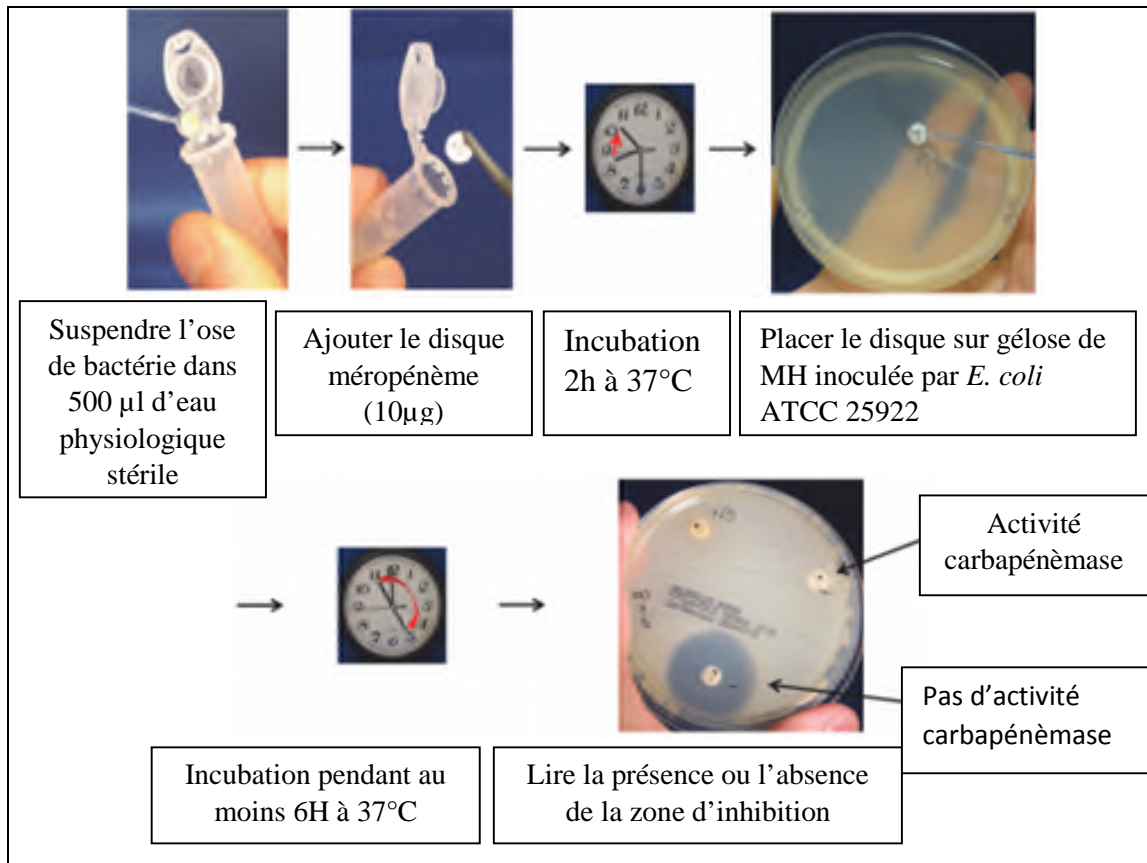 Suspendre l’ose
de bactérie dans
500 µl d’eau
physiologique
stérile
Ajouter le disque
méropénème
(10µg)
Incubation
2h à 37°C
Placer le disque sur gélose de
MH inoculée par E. coli
ATCC 25922
Activité
carbapénèmase
Pas d’activité
carbapénèmase
Incubation pendant au
moins 6H à 37°C
Lire la présence ou l’absence
de la zone d’inhibition